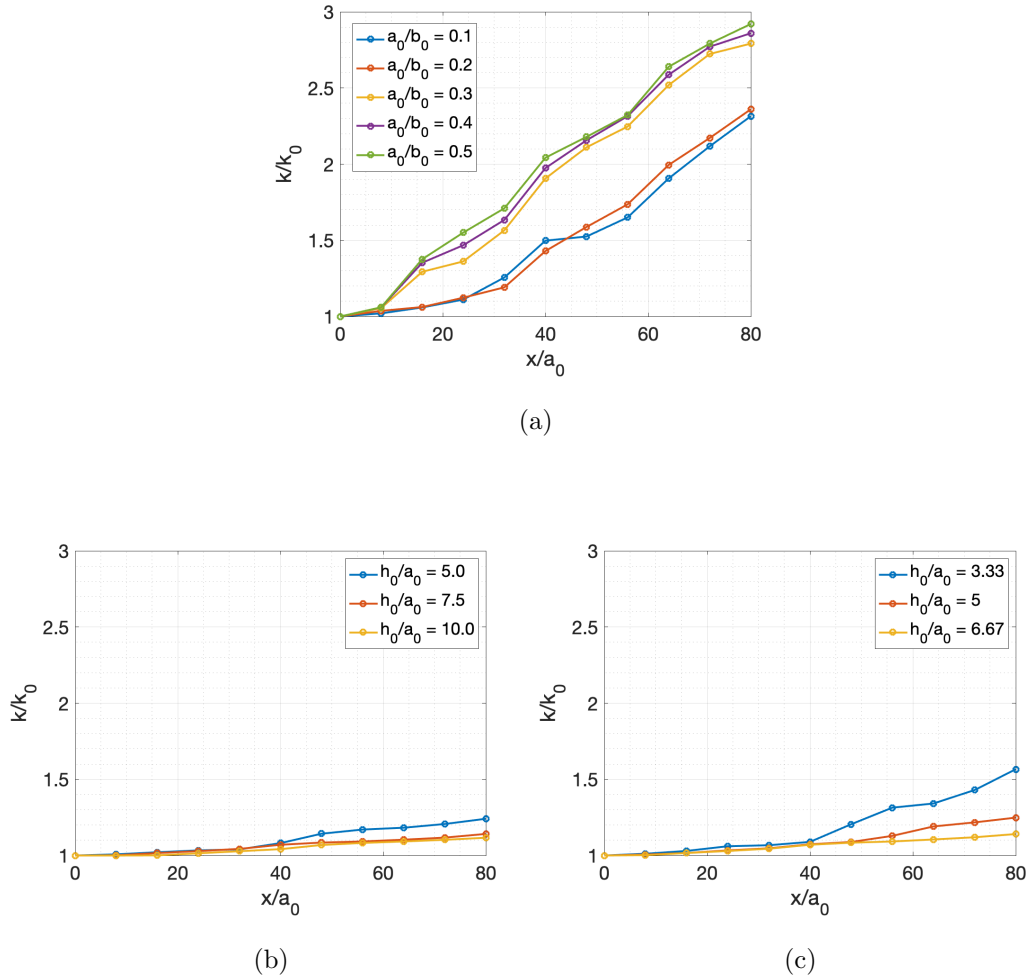 3
2.5
2
1.5
1
k/k0
a0/b0 = 0.1
a0/b0 = 0.2
a0/b0 = 0.3
a0/b0 = 0.4
a0/b0 = 0.5
0 20 40 60 80
x/a0
(a)
3
2.5
2
1.5
1
k/k0
h0/a0 = 5.0
h0/a0 = 7.5
h0/a0 = 10.0
0 20 40 60 80
x/a0
(b)
3
2.5
2
1.5
1
k/k0
h0/a0 = 3.33
h0/a0 = 5
h0/a0 = 6.67
0 20 40 60 80
x/a0
(c)